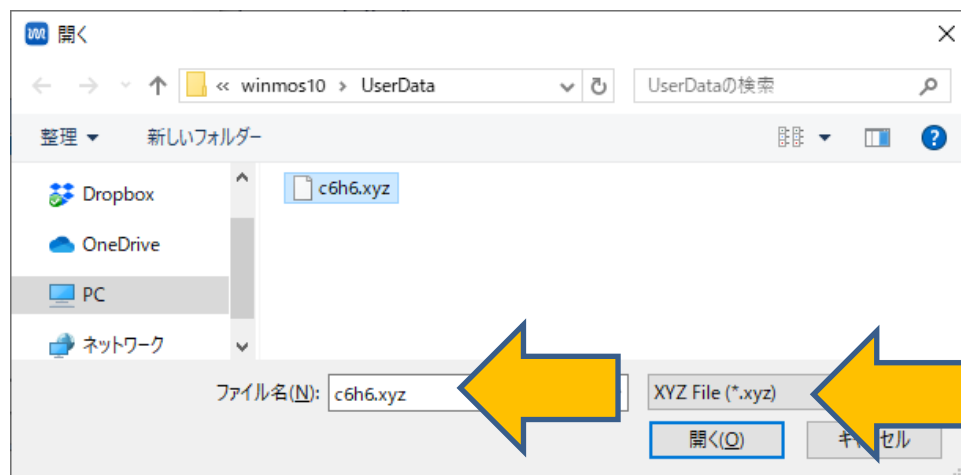 開く
« winmos10 › UserData
UserDataの検索
整理
新しいフォルダー
Dropbox
c6h6.xyz
OneDrive
PC
ネットワーク
ファイル名(N): c6h6.xyz
XYZ File (*.xyz)
開く(O)